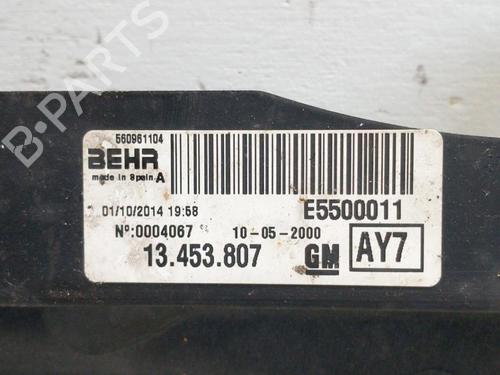 B-PARTS
560961104
BEHR
made in Spain A
01/10/2014 19:58
E5500011
Nº:0004067
10-05-2000
13.453.807
GM
AY7